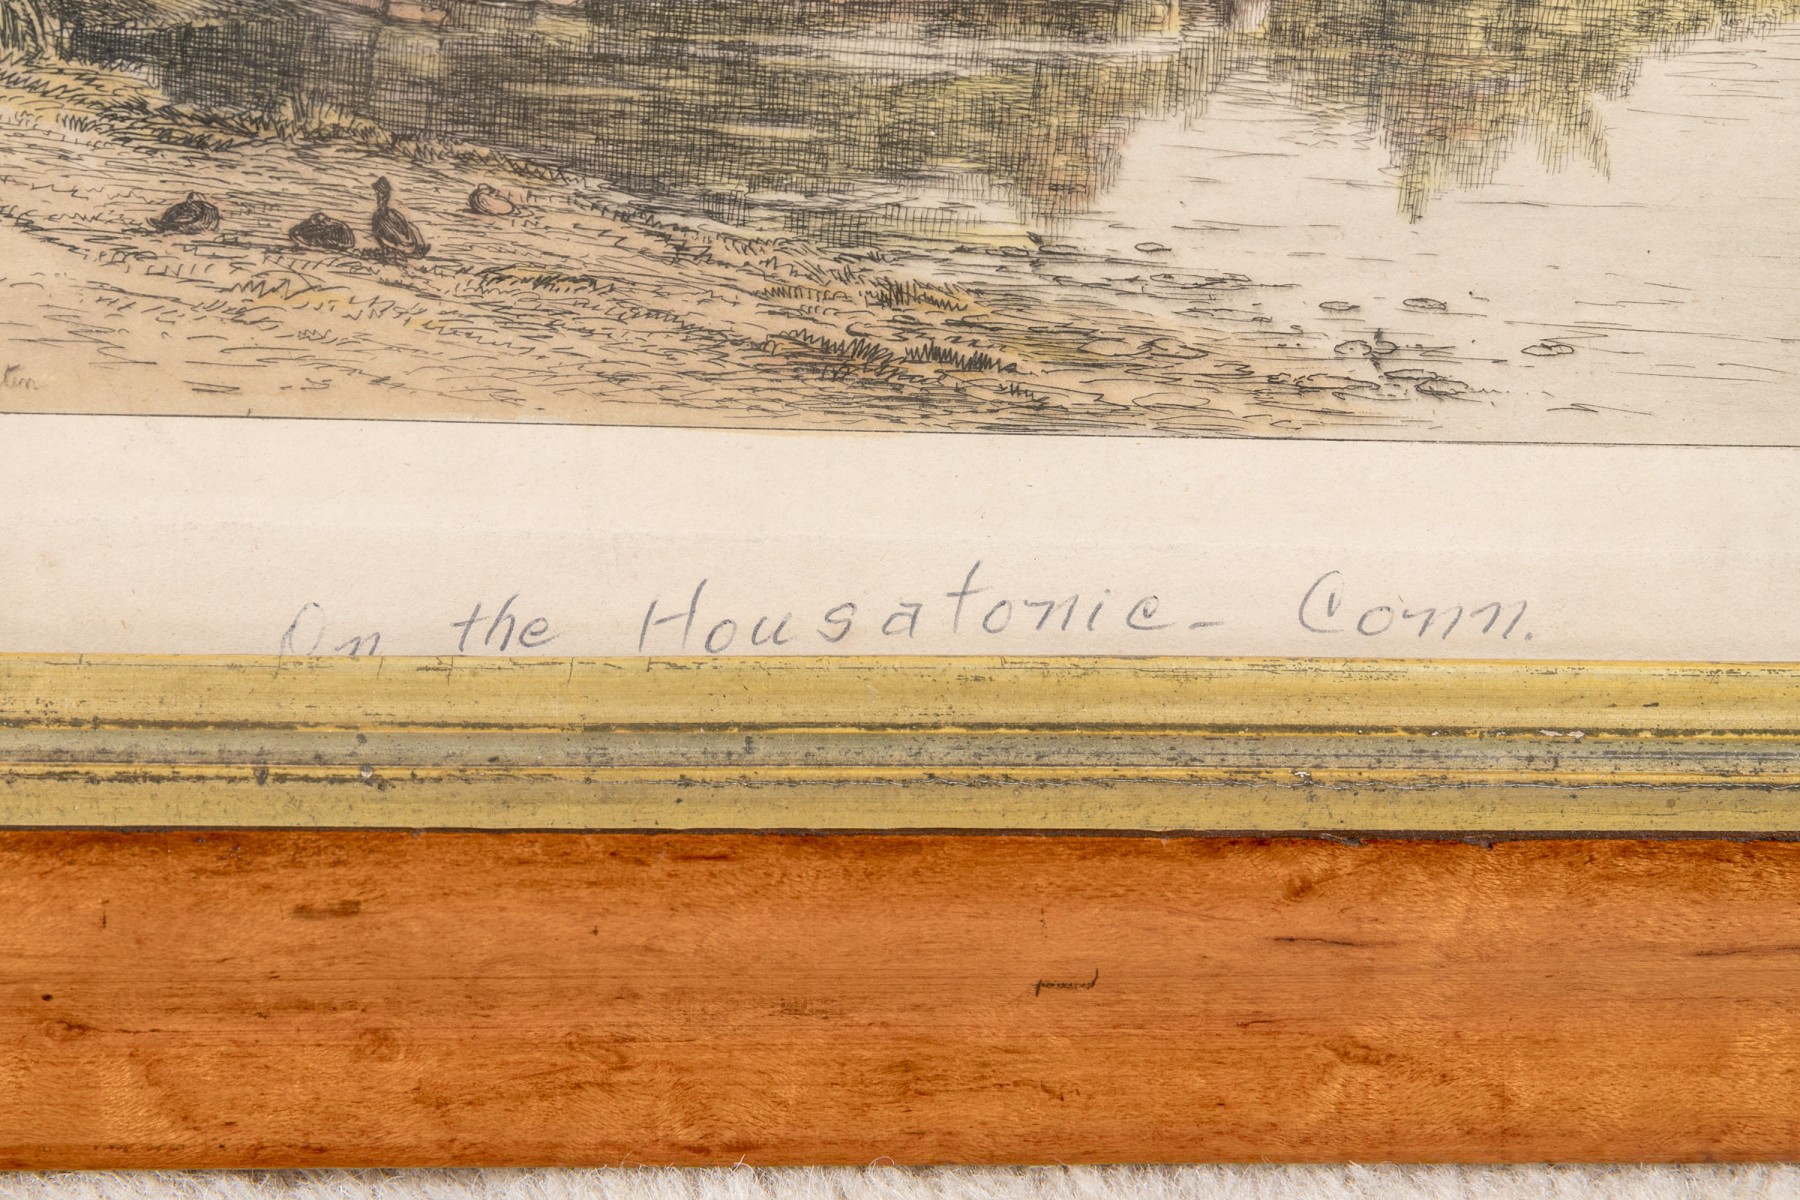 On the Housatonic - Conn.